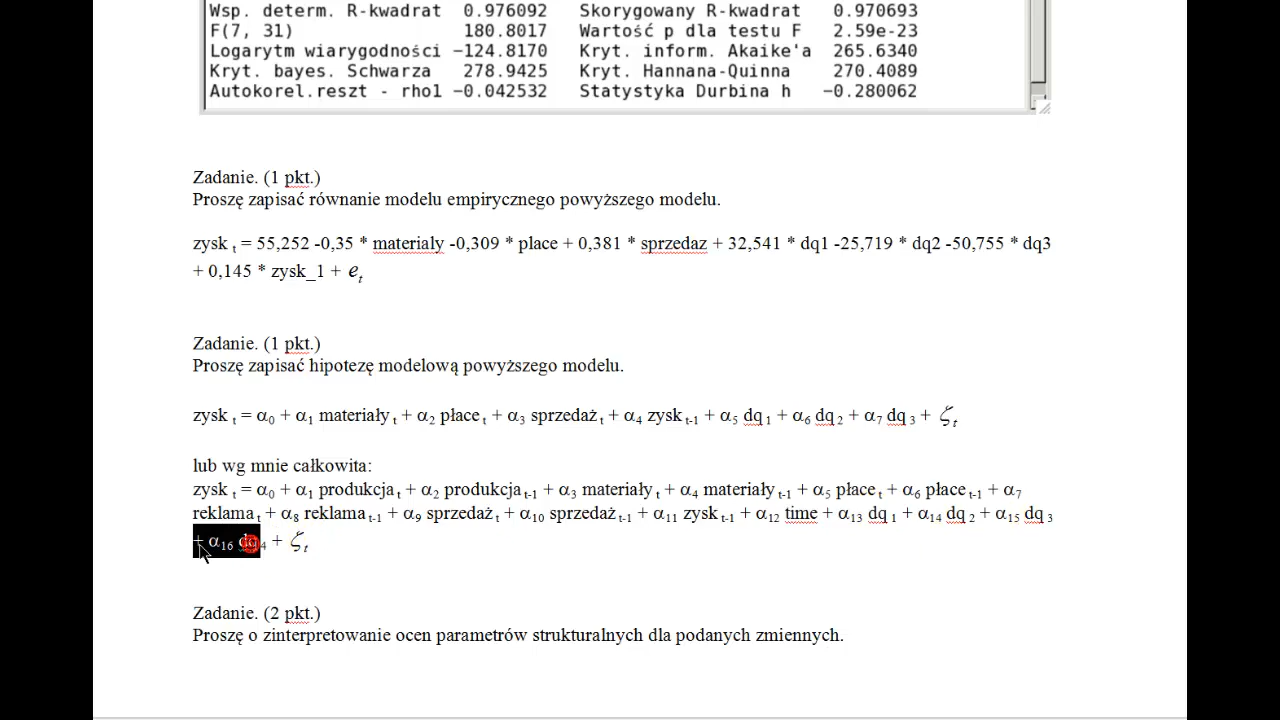 Wsp. determ. R-kwadrat 0.976092 Skorygowany R-kwadrat 0.970693
F(7, 31) 180.8017 Wartość p dla testu F 2.59e-23
Logarytm wiarygodności −124.8170 Kryt. inform. Akaike'a 265.6340
Kryt. bayes. Schwarza 278.9425 Kryt. Hannana-Quinna 270.4089
Autokorel.reszt - rho1 −0.042532 Statystyka Durbina h −0.280062
Zadanie. (1 pkt.)
Proszę zapisać równanie modelu empirycznego powyższego modelu.
zysk t = 55,252 -0,35 * materialy -0,309 * place + 0,381 * sprzedaz + 32,541 * dq1 -25,719 * dq2 -50,755 * dq3
+ 0,145 * zysk_1 + et
Zadanie. (1 pkt.)
Proszę zapisać hipotezę modelową powyższego modelu.
zysk t = α0 + α1 materiały t + α2 płace t + α3 sprzedaż t + α4 zysk t-1 + α5 dq 1 + α6 dq 2 + α7 dq 3 + ζt
lub wg mnie całkowita:
zysk t = α0 + α1 produkcja t + α2 produkcja t-1 + α3 materiały t + α4 materiały t-1 + α5 płace t + α6 płace t-1 + α7
reklama t + α8 reklama t-1 + α9 sprzedaż t + α10 sprzedaż t-1 + α11 zysk t-1 + α12 time + α13 dq 1 + α14 dq 2 + α15 dq 3
+ α16 dq 4 + ζt
Zadanie. (2 pkt.)
Proszę o zinterpretowanie ocen parametrów strukturalnych dla podanych zmiennych.